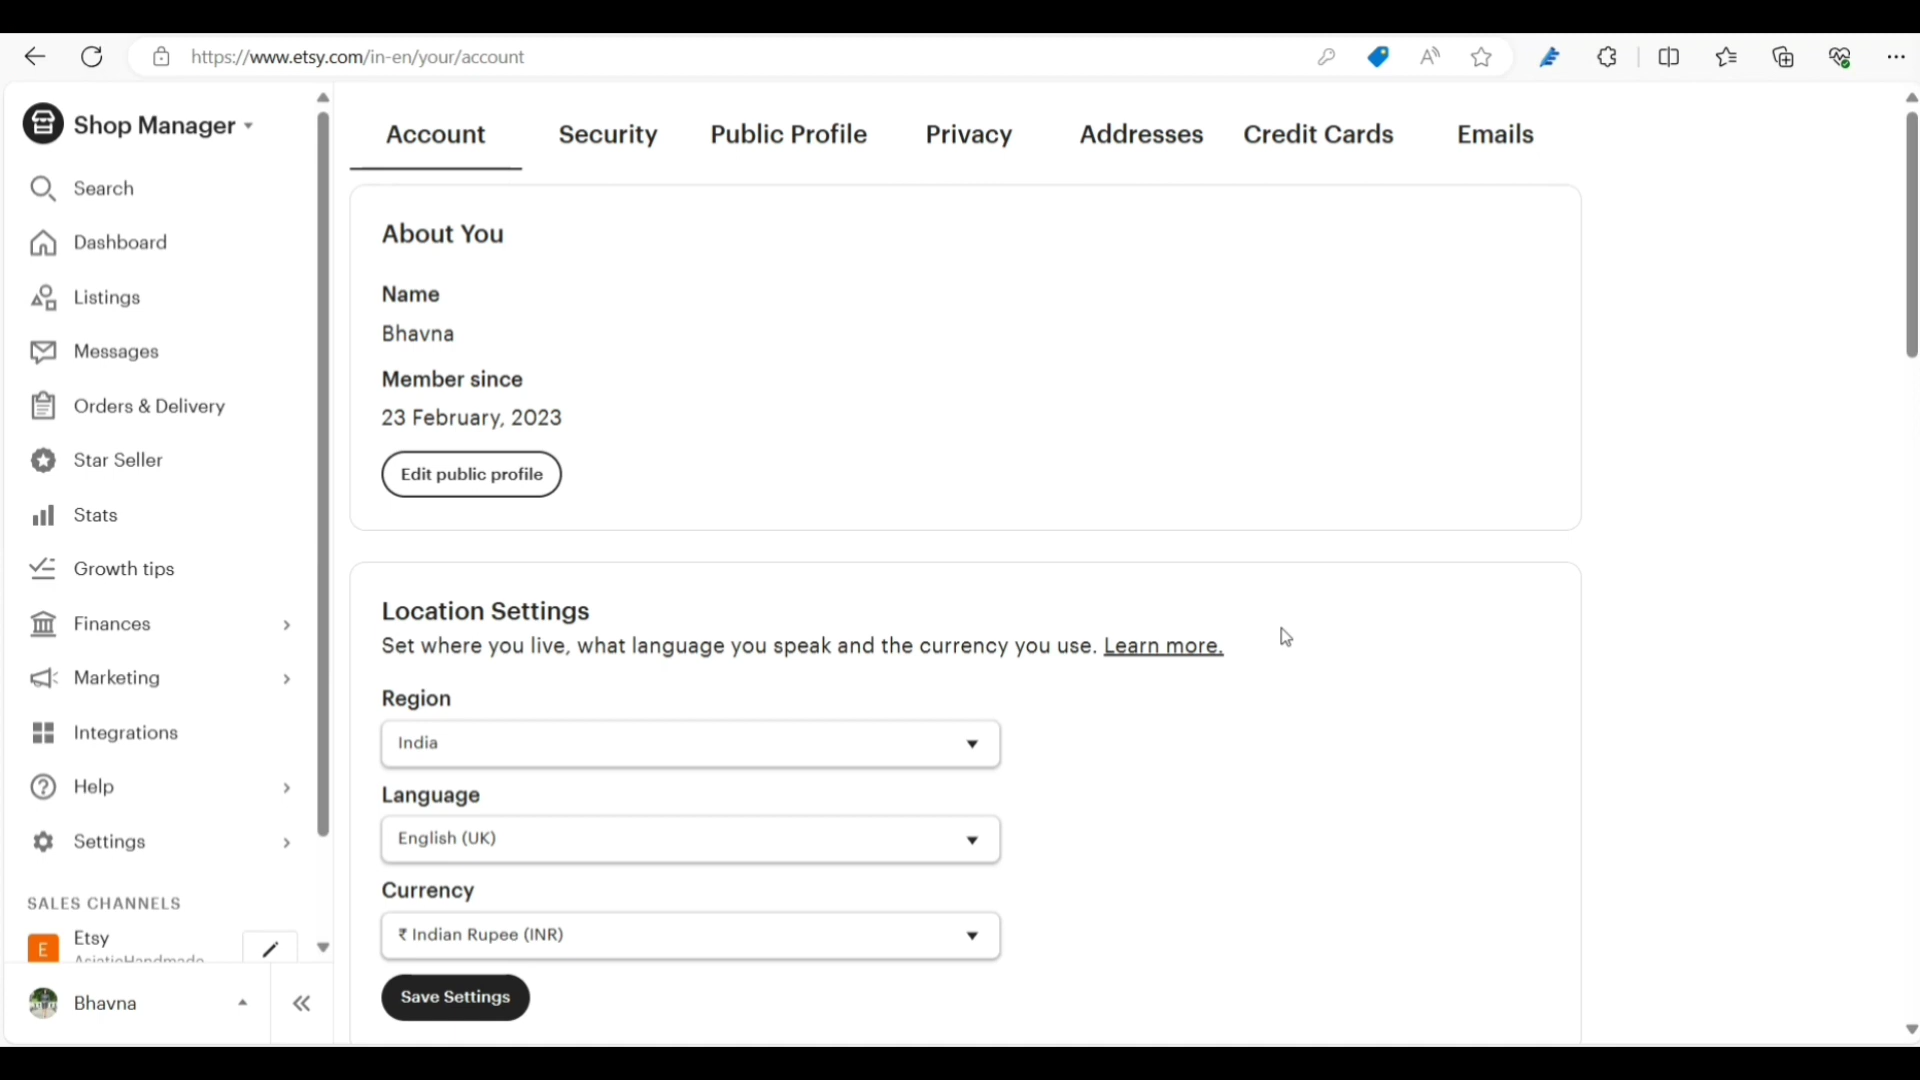 https://www.etsy.com/in-en/your/account
Shop Manager
Search
Dashboard
Listings
Messages
Orders & Delivery
Star Seller
Stats
Growth tips
Finances
Marketing
Integrations
Help
Settings
SALES CHANNELS
E
Etsy
Bhavna
Account Security Public Profile Privacy Addresses Credit Cards Emails
About You
Name
Bhavna
Member since
23 February, 2023
Edit public profile
Location Settings
Set where you live, what language you speak and the currency you use. Learn more.
Region
India
Language
English (UK)
Currency
₹ Indian Rupee (INR)
Save Settings